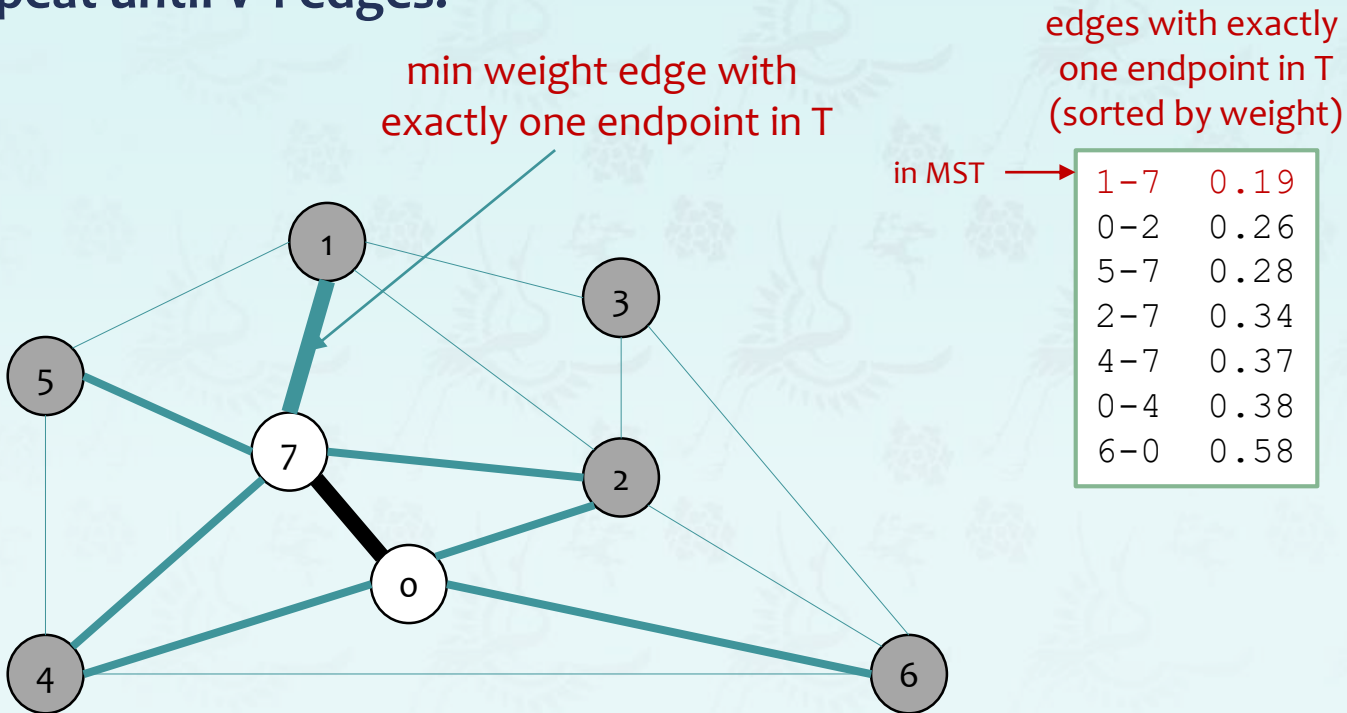 peat until V-1 edges.
min weight edge with
exactly one endpoint in T
edges with exactly
one endpoint in T
(sorted by weight)
in MST
1-7 0.19
0-2 0.26
5-7 0.28
2-7 0.34
4-7 0.37
0-4 0.38
6-0 0.58
1
3
5
7
2
0
4
6